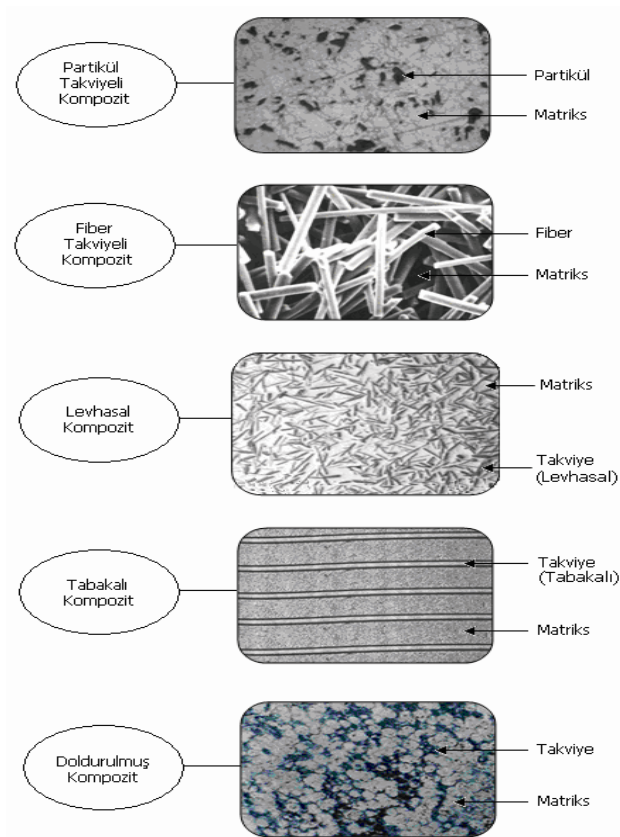 Partikül
Takviyeli
Kompozit
Partikül
Matriks
Fiber
Takviyeli
Kompozit
Fiber
Matriks
Levhasal
Kompozit
Matriks
Takviye
(Levhasal)
Tabakalı
Kompozit
Takviye
(Tabakalı)
Matriks
Doldurulmuş
Kompozit
Takviye
Matriks